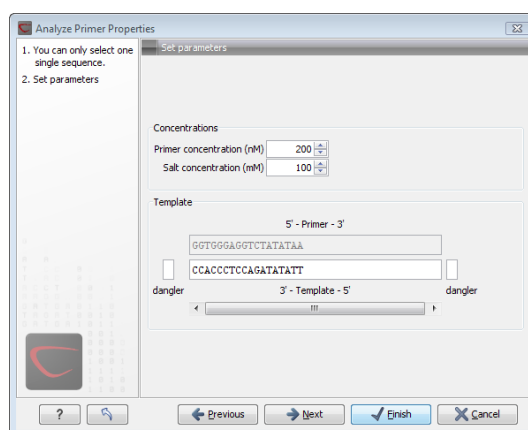 Analyze Primer Properties
1. You can only select one
single sequence.
2. Set parameters
Set parameters
Concentrations
Primer concentration (nM) 200
Salt concentration (mM) 100
Template
5' - Primer - 3'
GGTGGGAGGTCTATATAA
CCACCCTCCAGATATATT
dangler 3' - Template - 5' dangler
? Previous Next Finish Cancel